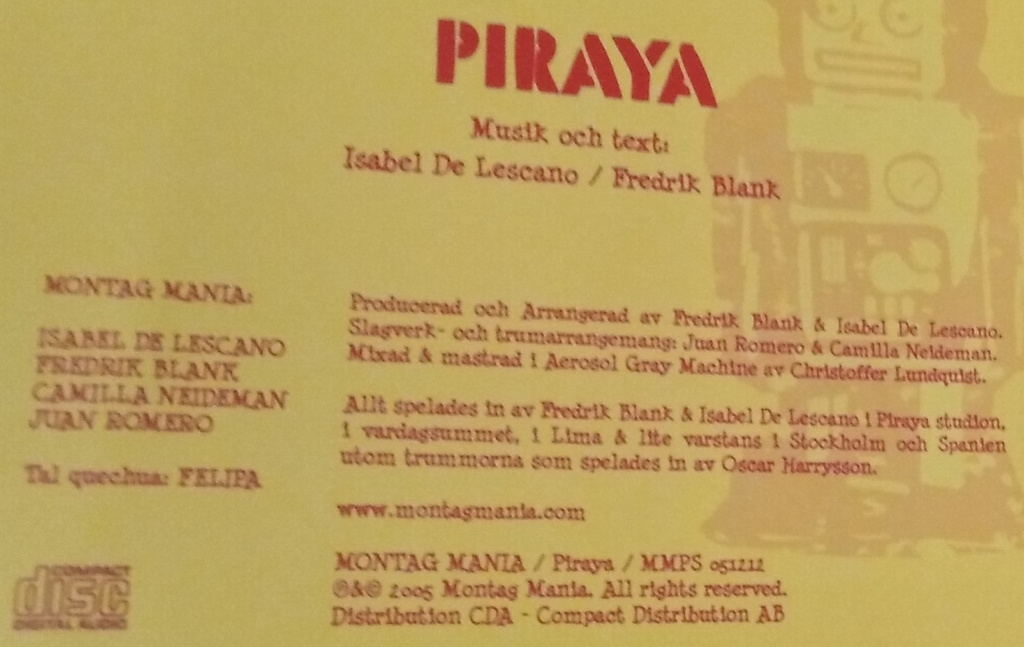 PIRAYA
Musik och text:
Isabel De Lescano / Fredrik Blank
MONTAG MANIA:
ISABEL DE LESCANO
FREDRIK BLANK
CAMILLA NEIDEMAN
JUAN ROMERO
Tal quechua: FELIPA
Producerad och Arrangerad av Fredrik Blank & Isabel De Lescano.
Slagverk- och trumarrangemang: Juan Romero & Camilla Neideman.
Mixad & mastrad i Aerosol Gray Machine av Christoffer Lundquist.
Allt spelades in av Fredrik Blank & Isabel De Lescano i Piraya studion,
i vardagsummet, i Lima & lite varstans i Stockholm och Spanien
utom trummorna som spelades in av Oscar Harrysson.
www.montagmania.com
MONTAG MANIA / Piraya / MMPS 051212
℗&© 2005 Montag Mania. All rights reserved.
Distribution CDA - Compact Distribution AB
COMPACT
disc
DIGITAL AUDIO